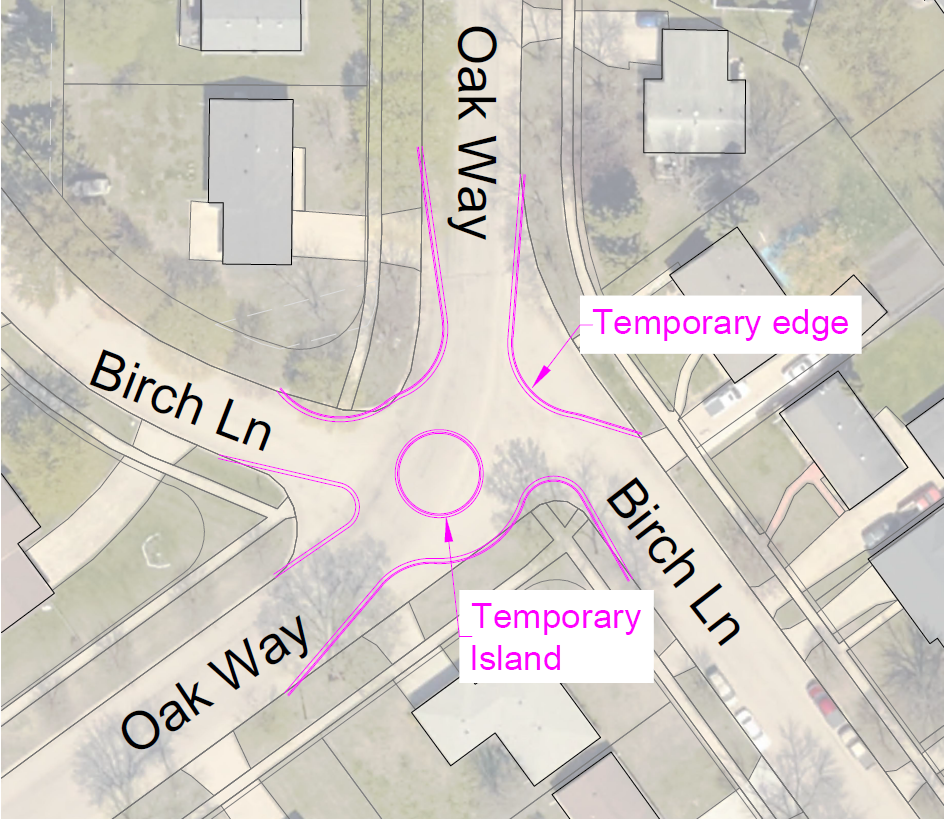 Oak Way
Temporary edge
Birch Ln
Birch Ln
Temporary
Island
Oak Way